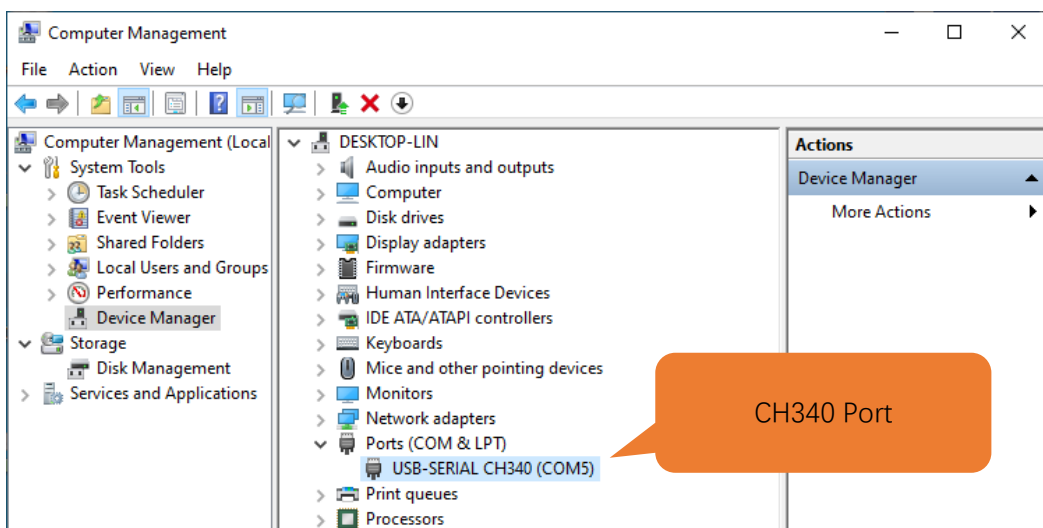 Computer Management
File Action View Help
Computer Management (Local
System Tools
Task Scheduler
Event Viewer
Shared Folders
Local Users and Groups
Performance
Device Manager
Storage
Disk Management
Services and Applications
DESKTOP-LIN
Audio inputs and outputs
Computer
Disk drives
Display adapters
Firmware
Human Interface Devices
IDE ATA/ATAPI controllers
Keyboards
Mice and other pointing devices
Monitors
Network adapters
Ports (COM & LPT)
USB-SERIAL CH340 (COM5)
Print queues
Processors
Actions
Device Manager
More Actions
CH340 Port